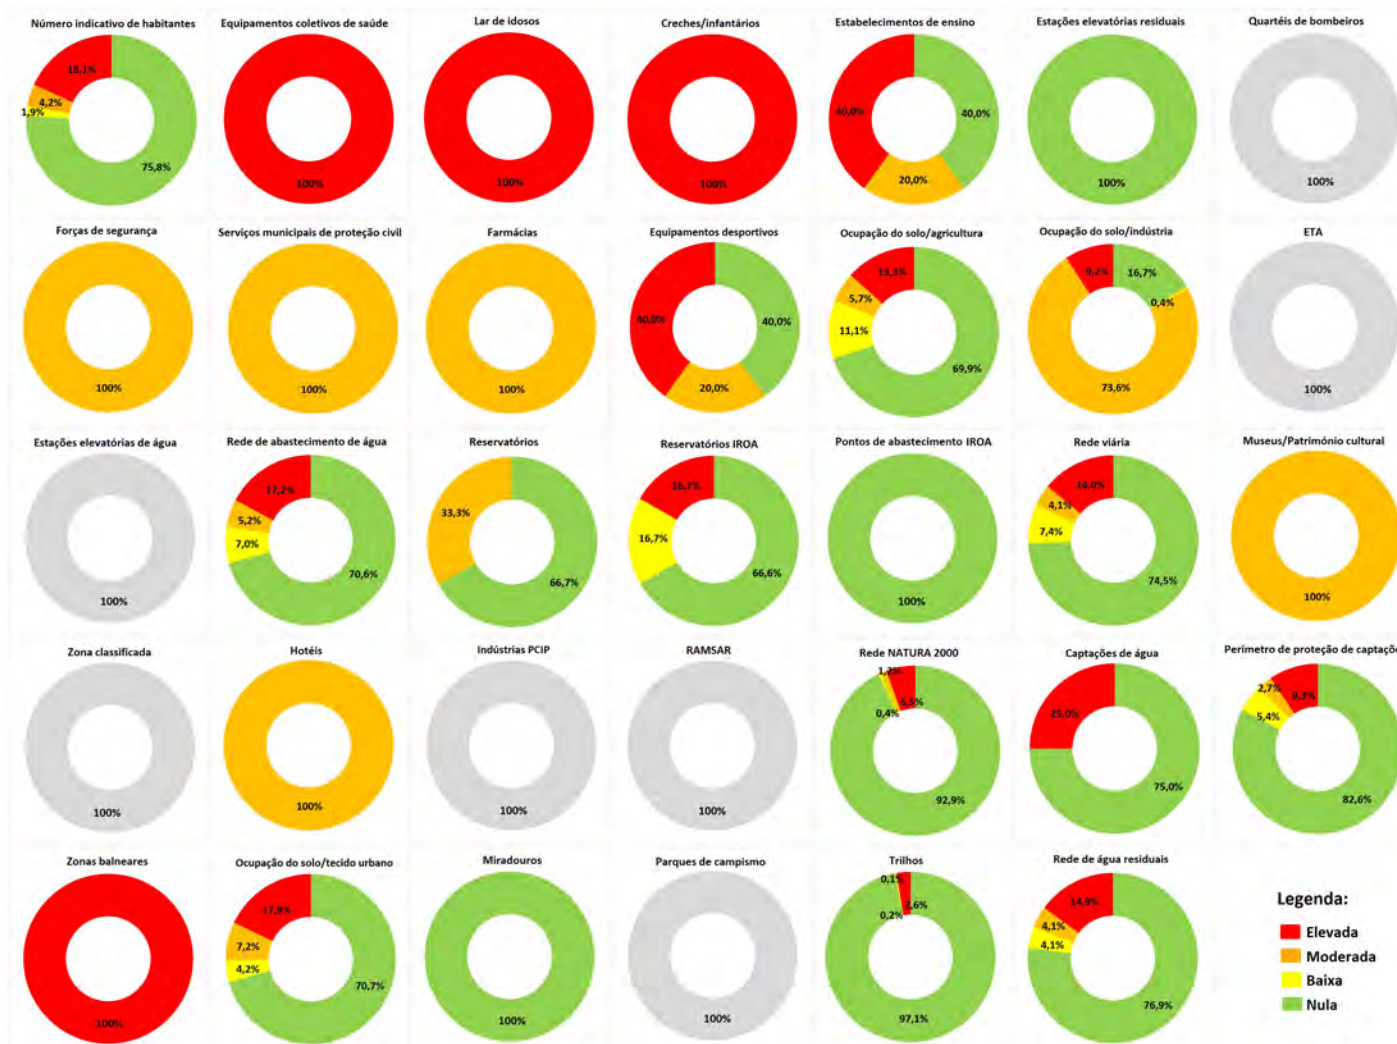 Número indicativo de habitantes
18,1%
4,2%
1,9%
75,8%
Equipamentos coletivos de saúde
100%
Lar de idosos
100%
Creches/infantários
100%
Estabelecimentos de ensino
40,0%
40,0%
20,0%
Estações elevatórias residuais
100%
Quartéis de bombeiros
100%
Forças de segurança
100%
Serviços municipais de proteção civil
100%
Farmácias
100%
Equipamentos desportivos
40,0%
40,0%
20,0%
Ocupação do solo/agricultura
13,3%
5,7%
11,1%
69,9%
Ocupação do solo/indústria
9,2%
16,7%
0,4%
73,6%
ETA
100%
Estações elevatórias de água
100%
Rede de abastecimento de água
17,2%
5,2%
7,0%
70,6%
Reservatórios
33,3%
66,7%
Reservatórios IROA
16,7%
16,7%
66,6%
Pontos de abastecimento IROA
100%
Rede viária
14,0%
4,1%
7,4%
74,5%
Museus/Património cultural
100%
Zona classificada
100%
Hotéis
100%
Indústrias PCIP
100%
RAMSAR
100%
Rede NATURA 2000
1,2%
5,5%
0,4%
92,9%
Captações de água
25,0%
75,0%
Perímetro de proteção de captaçõe
2,7%
9,3%
5,4%
82,6%
Zonas balneares
100%
Ocupação do solo/tecido urbano
17,9%
7,2%
4,2%
70,7%
Miradouros
100%
Parques de campismo
100%
Trilhos
0,1%
2,6%
0,2%
97,1%
Rede de água residuais
14,9%
4,1%
4,1%
76,9%
Legenda:
Elevada
Moderada
Baixa
Nula